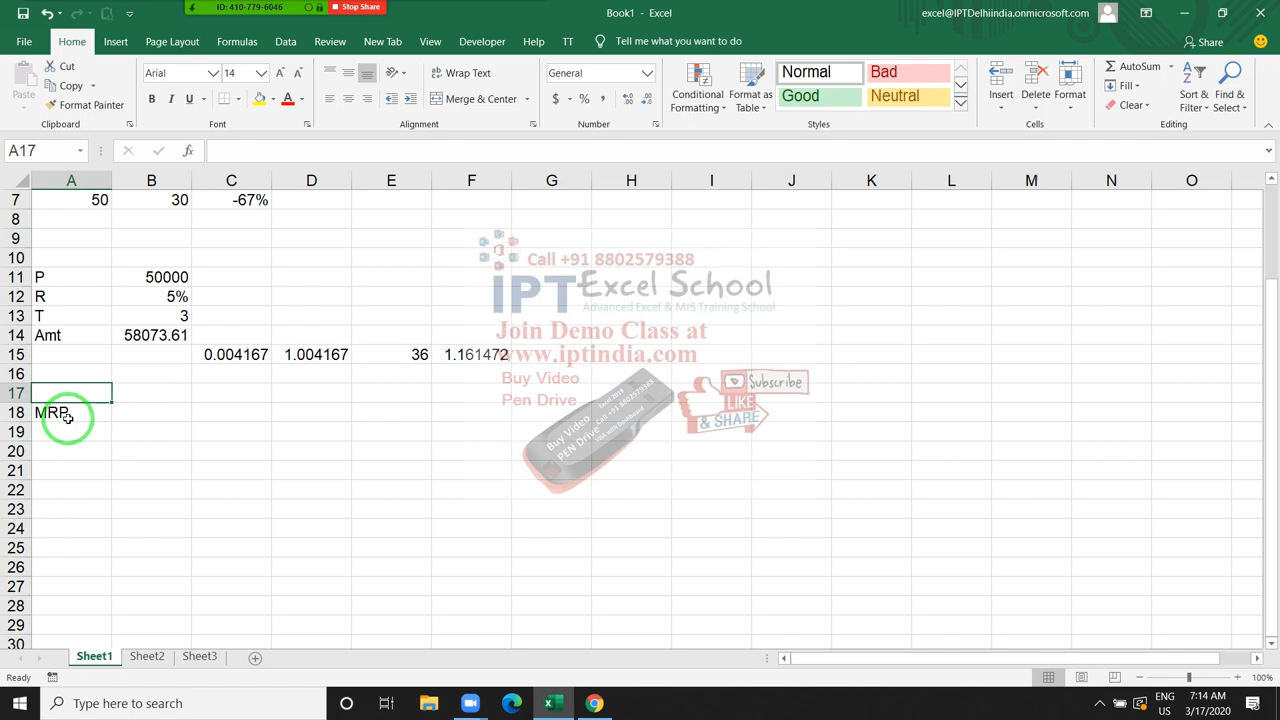 ID: 410-779-6046
Stop Share
Book1 - Excel
excel@IPTDelhiindia.onmicrosoft.com
File Home Insert Page Layout Formulas Data Review New Tab View Developer Help TT Tell me what you want to do Share
Paste
Cut
Copy
Format Painter
Clipboard
Arial 14
B I U
Font
Wrap Text
Merge & Center
Alignment
General
$ % ,
Number
Conditional Formatting
Format as Table
Normal Bad
Good Neutral
Styles
Insert Delete Format
Cells
AutoSum
Fill
Clear
Sort & Filter
Find & Select
Editing
A17 fx
A B C D E F G H I J K L M N O
7 50 30 -67%
8
9
10
11 P 50000
12 R 5%
13 T 3
14 Amt 58073.61
15 0.004167 1.004167 36 1.161472
16
17
18 MRP
19
20
21
22
23
24
25
26
27
28
29
30
Call +91 8802579388
IPT Excel School
Advanced Excel & MIS Training School
Join Demo Class at
www.iptindia.com
Buy Video
Pen Drive
Subscribe
LIKE
& SHARE
Buy Video
PEN Drive
Sheet1 Sheet2 Sheet3
Ready 100%
Type here to search
ENG
US
7:14 AM
3/17/2020